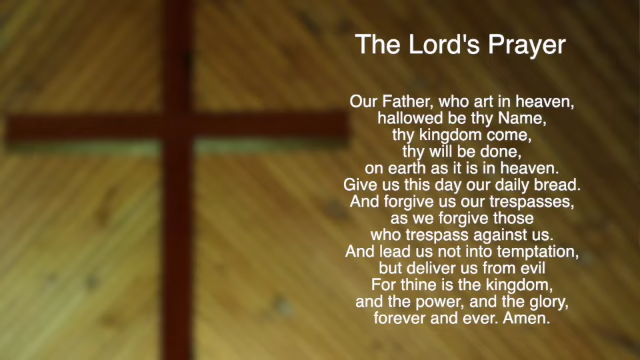 The Lord's Prayer
Our Father, who art in heaven,
hallowed be thy Name,
thy kingdom come,
thy will be done,
on earth as it is in heaven.
Give us this day our daily bread.
And forgive us our trespasses,
as we forgive those
who trespass against us.
And lead us not into temptation,
but deliver us from evil
For thine is the kingdom,
and the power, and the glory,
forever and ever. Amen.